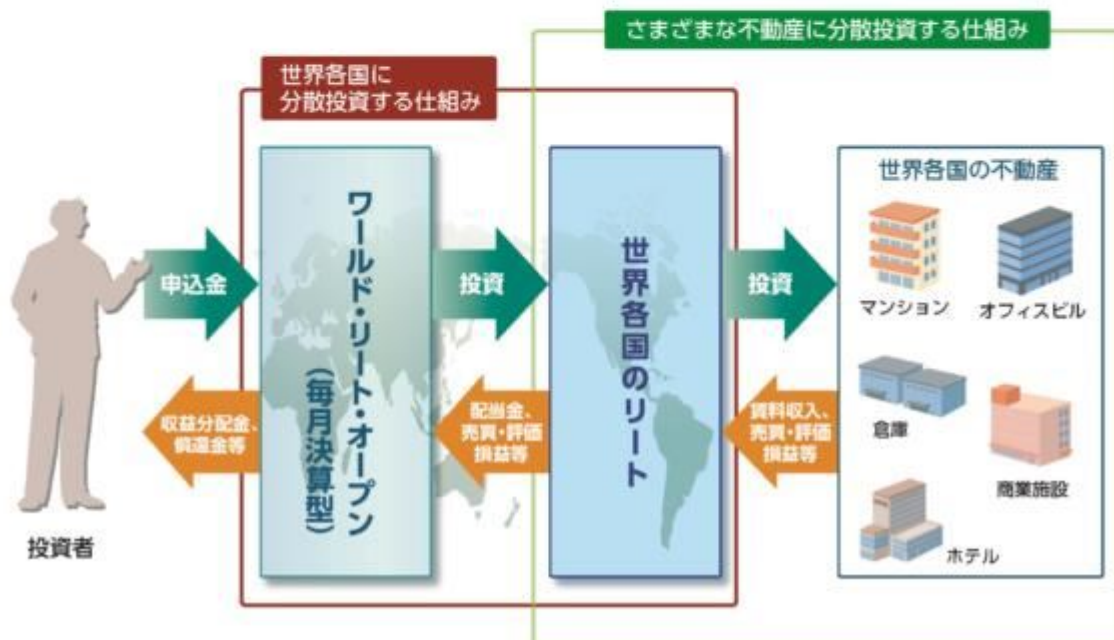 さまざまな不動産に分散投資する仕組み
世界各国に
分散投資する仕組み
投資者
申込金
収益分配金、
償還金等
ワールド・リート・オープン
(毎月決算型)
投資
配当金、
売買・評価
損益等
世界各国のリート
投資
賃料収入、
売買・評価
損益等
世界各国の不動産
マンション
オフィスビル
倉庫
商業施設
ホテル